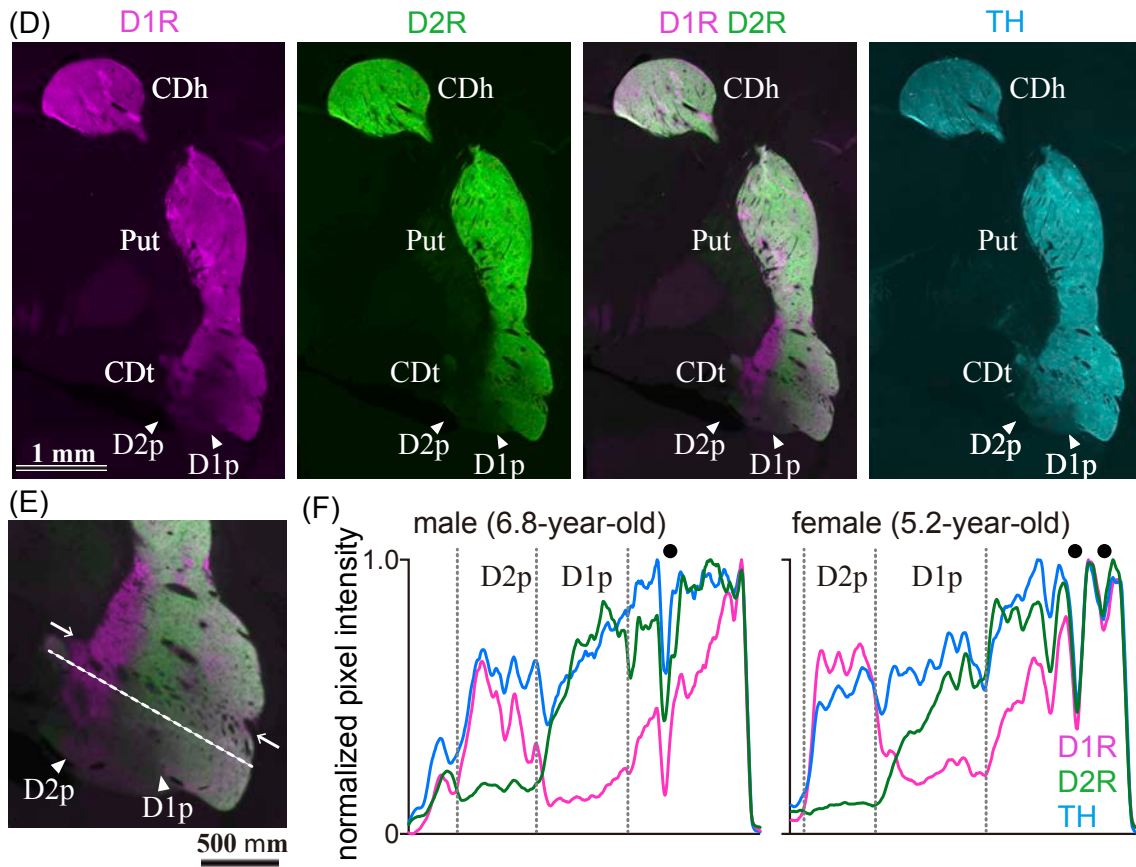 (D)
D1R
D2R
D1R D2R
TH
CDh
CDh
CDh
CDh
Put
Put
Put
Put
CDt
CDt
CDt
CDt
D2p
D1p
D2p
D1p
D2p
D1p
D2p
D1p
1 mm
(E)
D2p
D1p
500 mm
(F)
male (6.8-year-old)
female (5.2-year-old)
normalized pixel intensity
1.0
0
D2p
D1p
D2p
D1p
D1R
D2R
TH